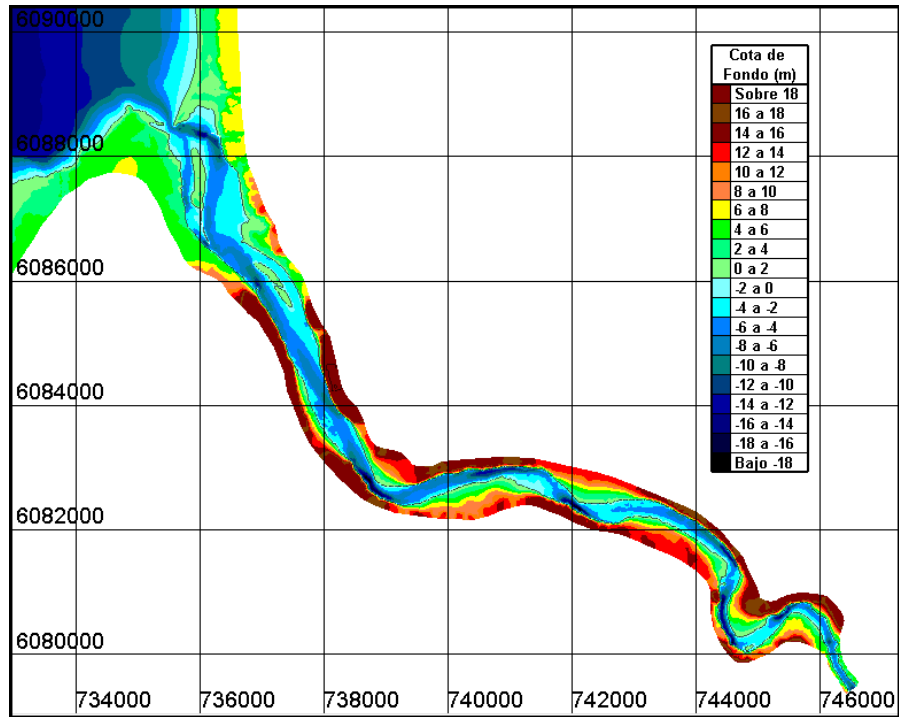 6090000
6088000
6086000
6084000
6082000
6080000
734000
736000
738000
740000
742000
744000
746000
Cota de
Fondo (m)
Sobre 18
16 a 18
14 a 16
12 a 14
10 a 12
8 a 10
6 a 8
4 a 6
2 a 4
0 a 2
-2 a 0
-4 a -2
-6 a -4
-8 a -6
-10 a -8
-12 a -10
-14 a -12
-16 a -14
-18 a -16
Bajo -18